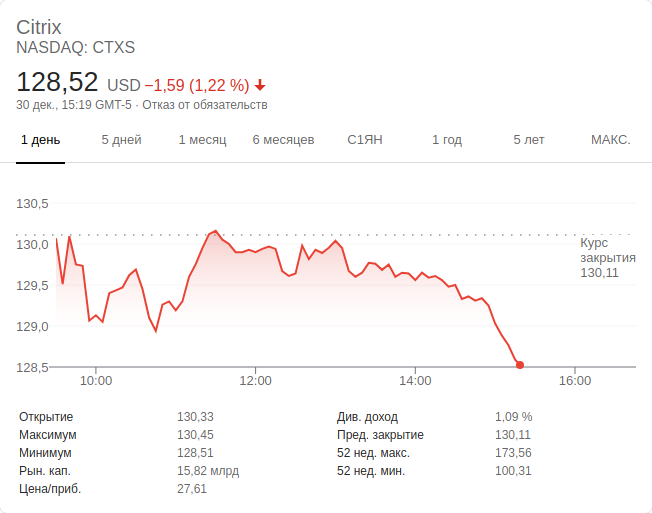 Citrix
NASDAQ: CTXS
128,52 USD −1,59 (1,22 %)
30 дек., 15:19 GMT-5 · Отказ от обязательств
1 день 5 дней 1 месяц 6 месяцев С1ЯН 1 год 5 лет МАКС.
130,5
130,0
129,5
129,0
128,5
Курс
закрытия
130,11
10:00 12:00 14:00 16:00
Открытие 130,33 Див. доход 1,09 %
Максимум 130,45 Пред. закрытие 130,11
Минимум 128,51 52 нед. макс. 173,56
Рын. кап. 15,82 млрд 52 нед. мин. 100,31
Цена/приб. 27,61